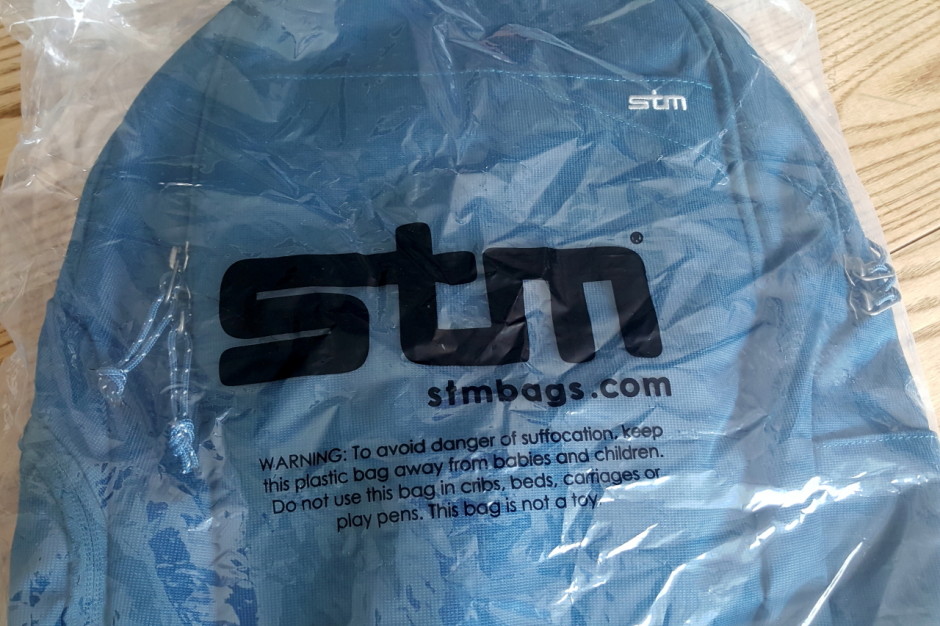 stm
stm®
stmbags.com
WARNING: To avoid danger of suffocation, keep
this plastic bag away from babies and children.
Do not use this bag in cribs, beds, carriages or
play pens. This bag is not a toy.